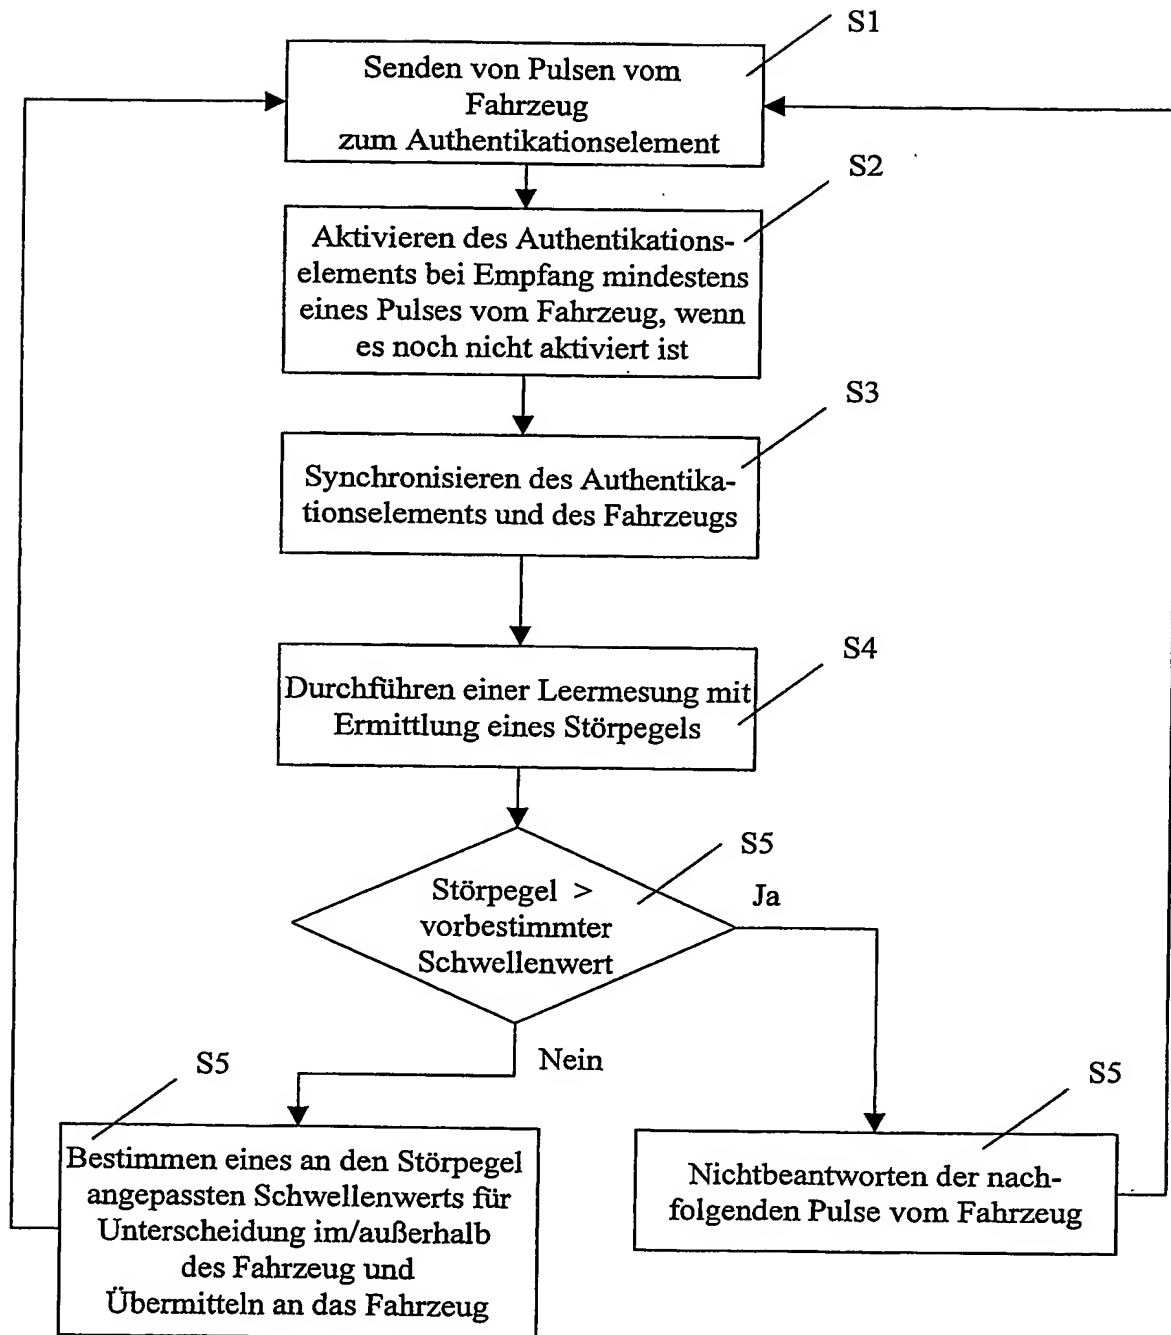 S1
Senden von Pulsen vom
Fahrzeug
zum Authentikationselement
S2
Aktivieren des Authentikations-
elements bei Empfang mindestens
eines Pulses vom Fahrzeug, wenn
es noch nicht aktiviert ist
S3
Synchronisieren des Authentika-
tionselements und des Fahrzeugs
S4
Durchführen einer Leermesung mit
Ermittlung eines Störpegels
S5
Störpegel >
vorbestimmter
Schwellenwert
Ja
Nein
S5
Bestimmen eines an den Störpegel
angepassten Schwellenwerts für
Unterscheidung im/außerhalb
des Fahrzeug und
Übermitteln an das Fahrzeug
S5
Nichtbeantworten der nach-
folgenden Pulse vom Fahrzeug